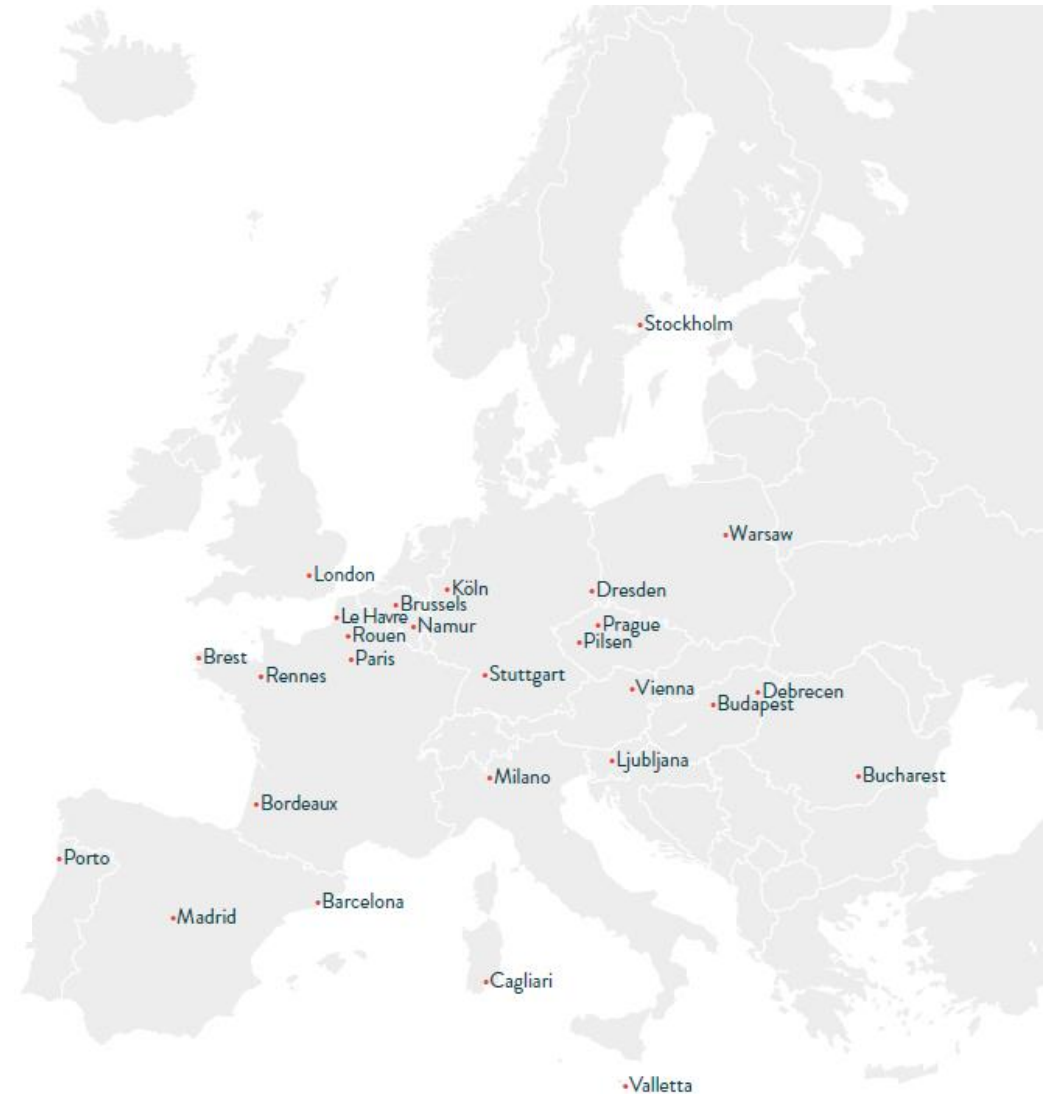 Stockholm
Warsaw
London
Köln
Dresden
Brussels
Le Havre
Prague
Namur
Rouen
Pilsen
Brest
Paris
Rennes
Stuttgart
Vienna
Debrecen
Budapest
Ljubljana
Milano
Bucharest
Bordeaux
Porto
Barcelona
Madrid
Cagliari
Valletta